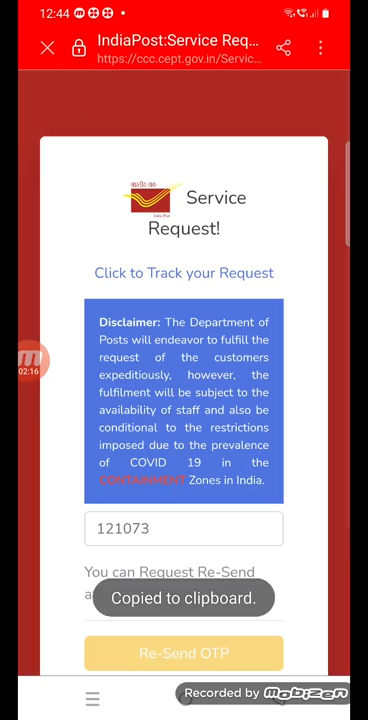 12:44
IndiaPost:Service Req...
https://ccc.cept.gov.in/Servic...
Service
Request!
Click to Track your Request
Disclaimer: The Department of
Posts will endeavor to fulfill the
request of the customers
expeditiously, however, the
fulfilment will be subject to the
availability of staff and also be
conditional to the restrictions
imposed due to the prevalence
of COVID 19 in the
CONTAINMENT Zones in India.
02:16
121073
You can Request Re-Send
Copied to clipboard.
Re-Send OTP
Recorded by mobizen